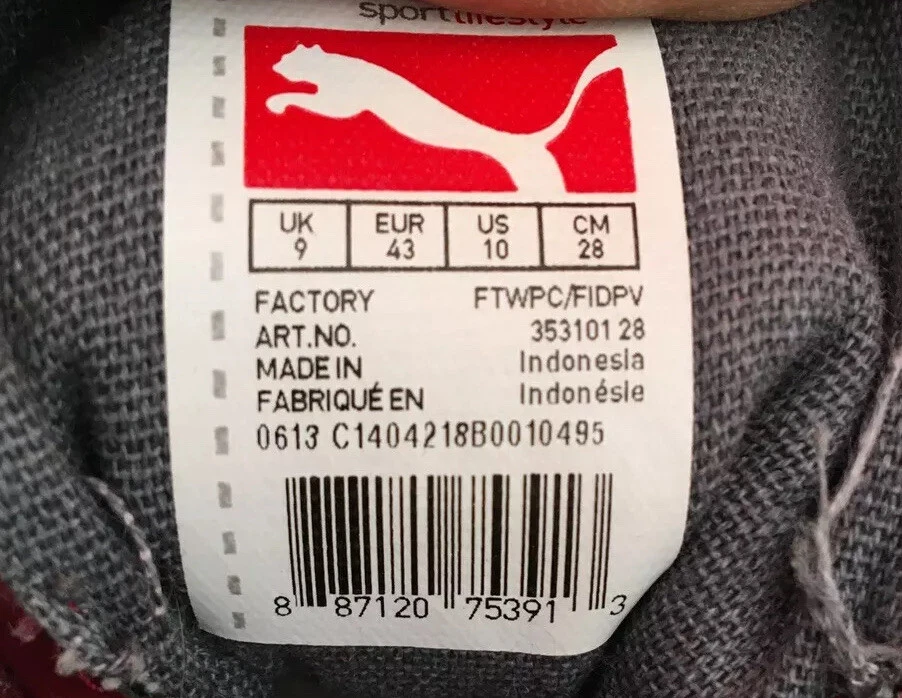 sportlifestyle
UK EUR US CM
9 43 10 28
FACTORY FTWPC/FIDPV
ART.NO. 353101 28
MADE IN Indonesia
FABRIQUÉ EN Indonésie
0613 C1404218B0010495
8 87120 75391 3